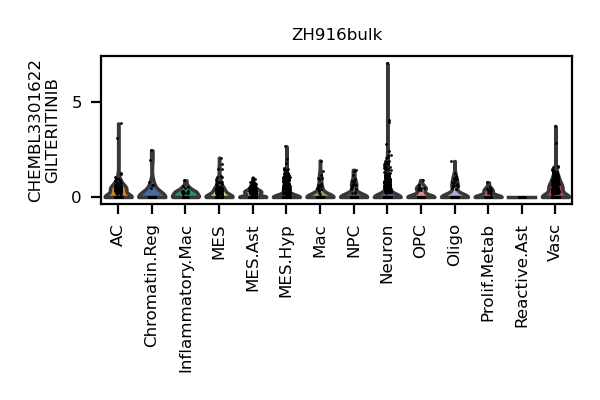 ZH916bulk
CHEMBL3301622
GILTERITINIB
5
0
AC
Chromatin.Reg
Inflammatory.Mac
MES
MES.Ast
MES.Hyp
Mac
NPC
Neuron
OPC
Oligo
Prolif.Metab
Reactive.Ast
Vasc